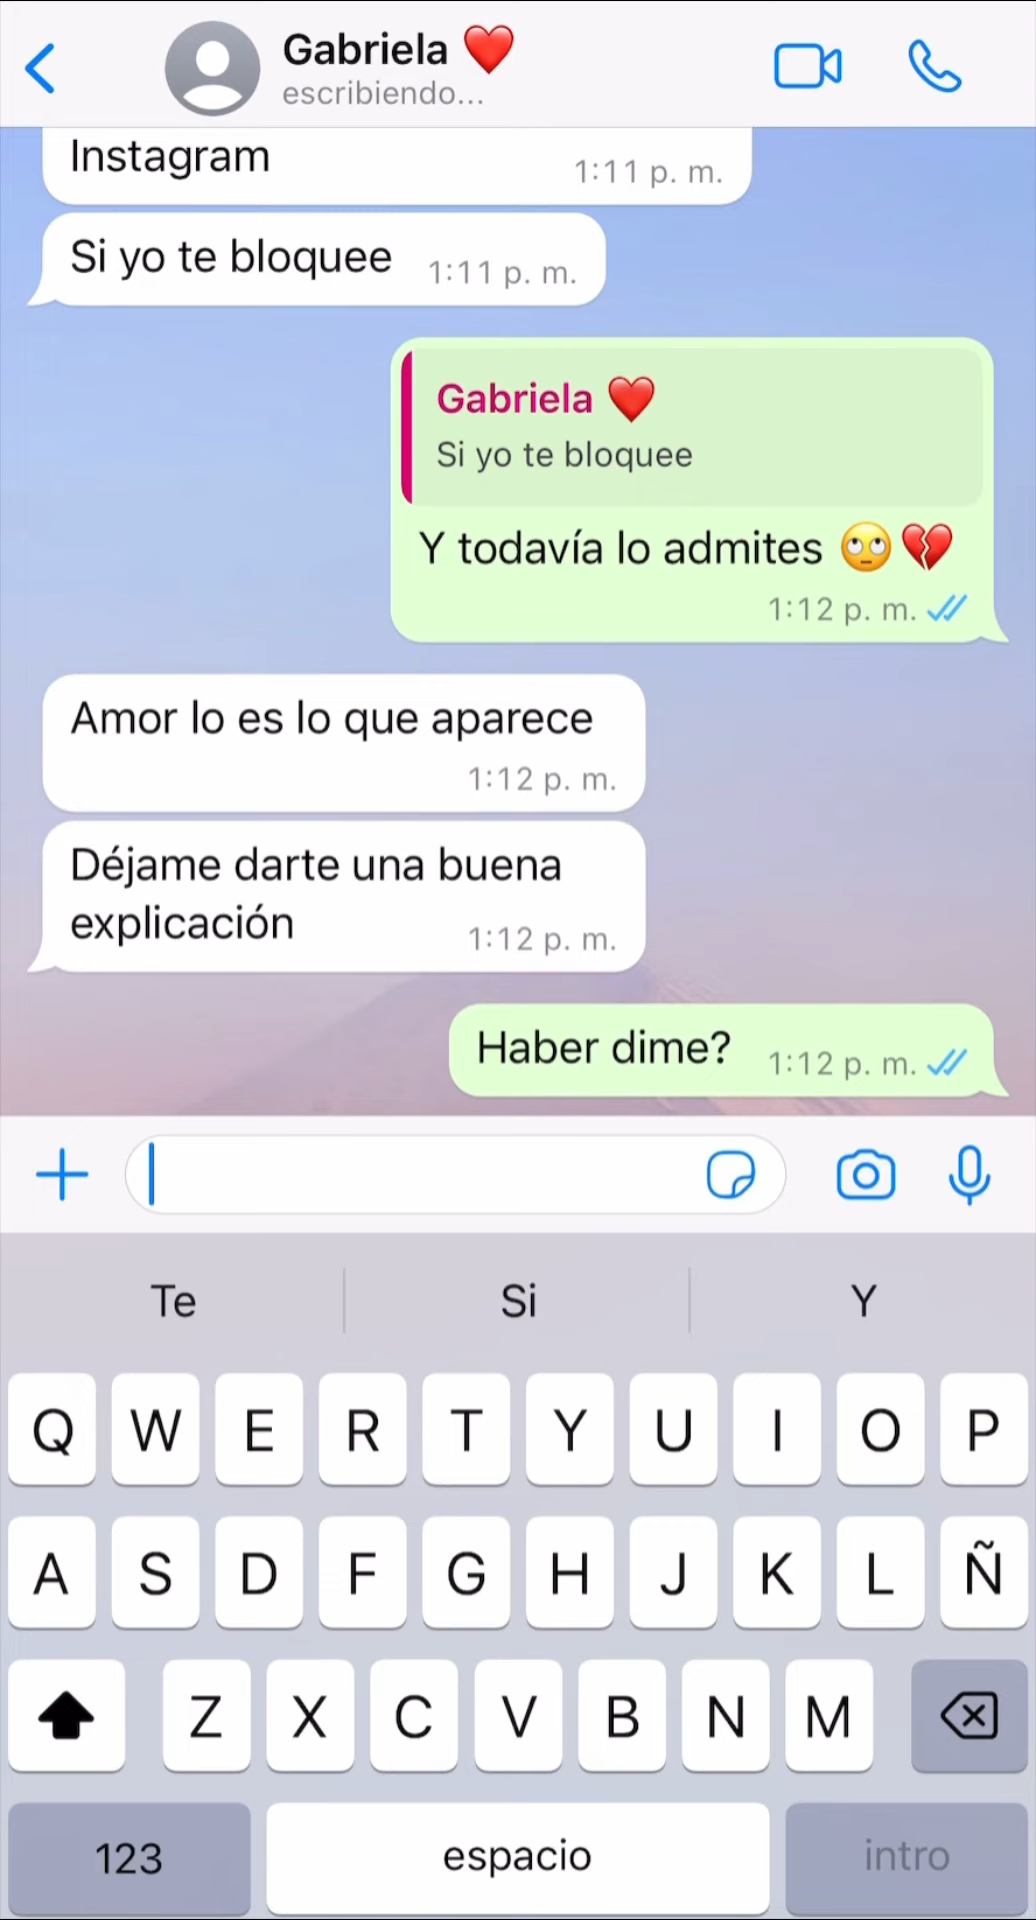 Gabriela ❤️
escribiendo...
Instagram
1:11 p. m.
Si yo te bloquee 1:11 p. m.
Gabriela ❤️
Si yo te bloquee
Y todavía lo admites 🙄💔
1:12 p. m.
Amor lo es lo que aparece
1:12 p. m.
Déjame darte una buena
explicación 1:12 p. m.
Haber dime? 1:12 p. m.
Te Si Y
Q W E R T Y U I O P
A S D F G H J K L Ñ
Z X C V B N M
123 espacio intro